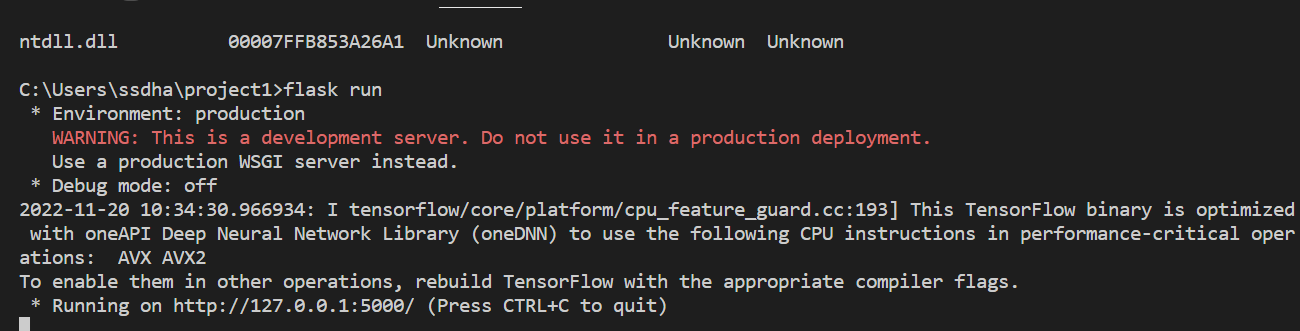 ntdll.dll          00007FFB853A26A1  Unknown               Unknown  Unknown
C:\Users\ssdha\project1>flask run
 * Environment: production
   WARNING: This is a development server. Do not use it in a production deployment.
   Use a production WSGI server instead.
 * Debug mode: off
2022-11-20 10:34:30.966934: I tensorflow/core/platform/cpu_feature_guard.cc:193] This TensorFlow binary is optimized
 with oneAPI Deep Neural Network Library (oneDNN) to use the following CPU instructions in performance-critical oper
ations:  AVX AVX2
To enable them in other operations, rebuild TensorFlow with the appropriate compiler flags.
 * Running on http://127.0.0.1:5000/ (Press CTRL+C to quit)